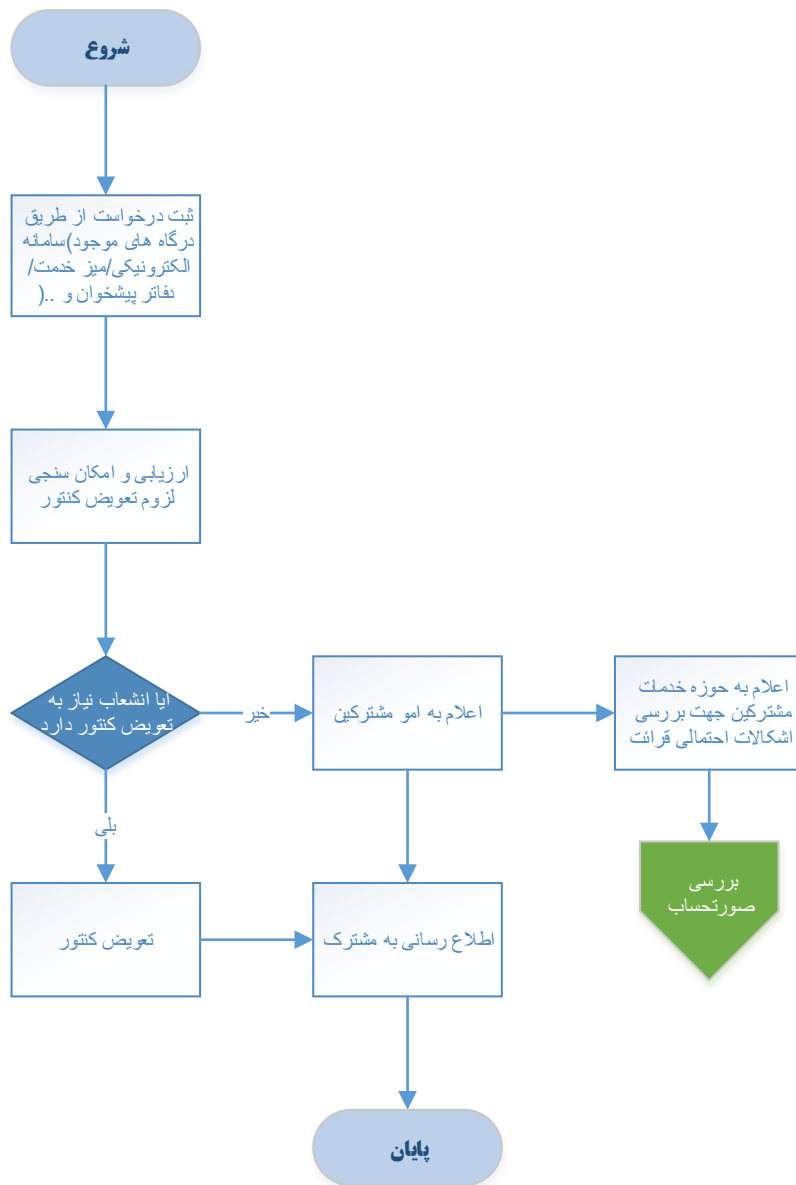 شروع
ثبت درخواست از طریق
درگاه های موجود)سامانه
الکترونیکی/میز خدمت/
دفاتر پیشخوان و ..(
ارزیابی و امکان سنجی
لزوم تعویض کنتور
ایا انشعاب نیاز به
تعویض کنتور دارد
خیر
اعلام به امو مشترکین
اعلام به حوزه خدمات
مشترکین جهت بررسی
اشکالات احتمالی قرائت
بلی
بررسی
صورتحساب
تعویض کنتور
اطلاع رسانی به مشترک
پایان